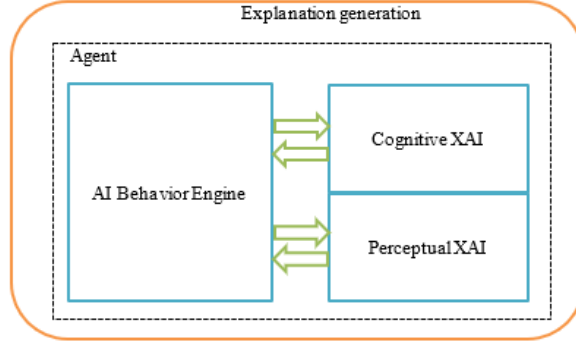 Explanation generation
Agent
AI Behavior Engine
Cognitive XAI
Perceptual XAI